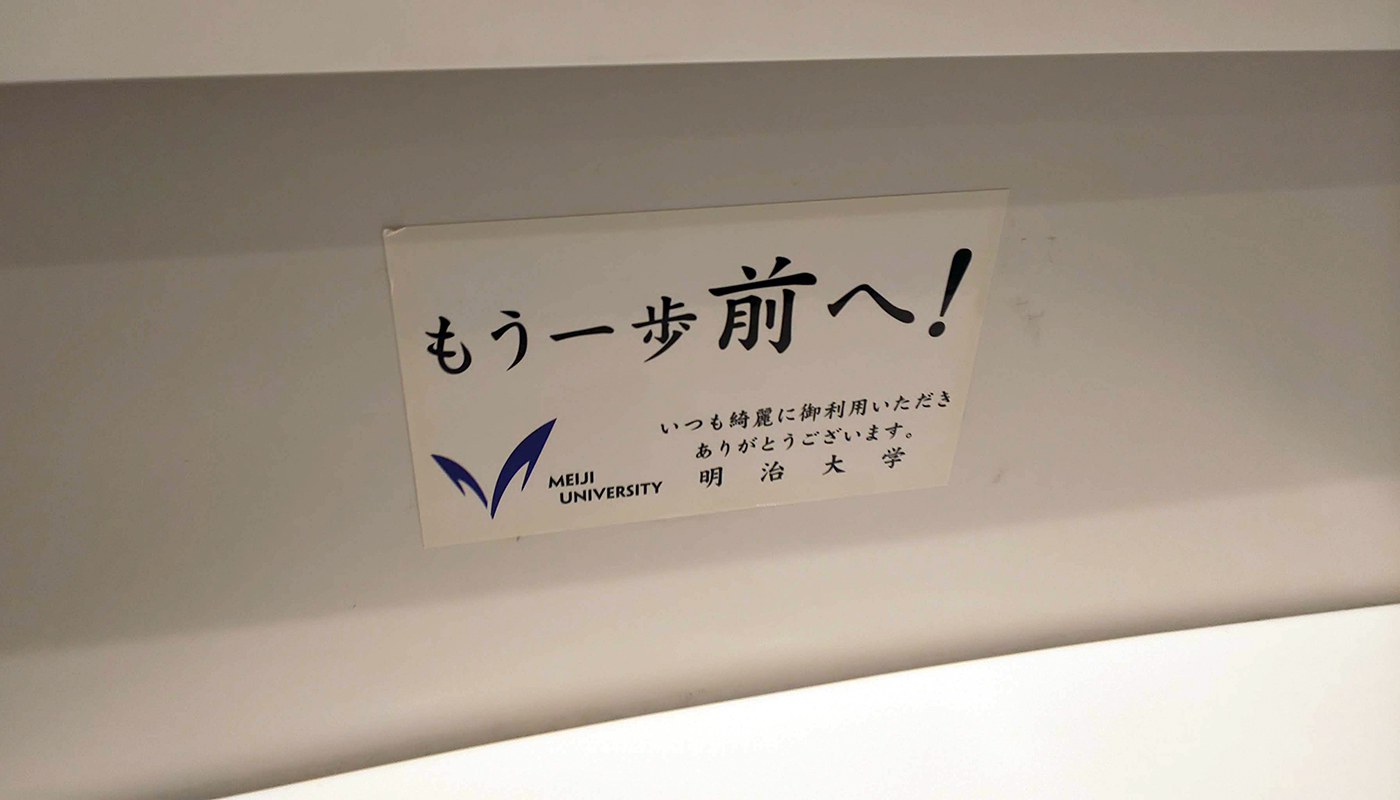 もう一歩前へ!
いつも綺麗に御利用いただき
ありがとうございます。
明治大学
MEIJI
UNIVERSITY